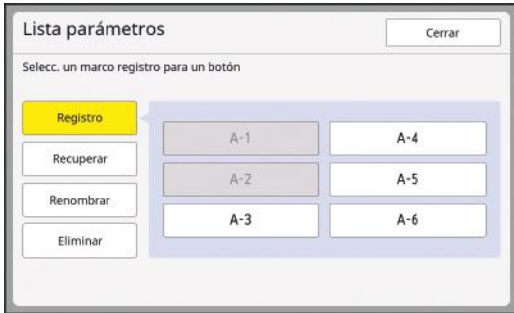 Lista parámetros
Cerrar
Selecc. un marco registro para un botón
Registro
Recuperar
Renombrar
Eliminar
A-1
A-4
A-2
A-5
A-3
A-6